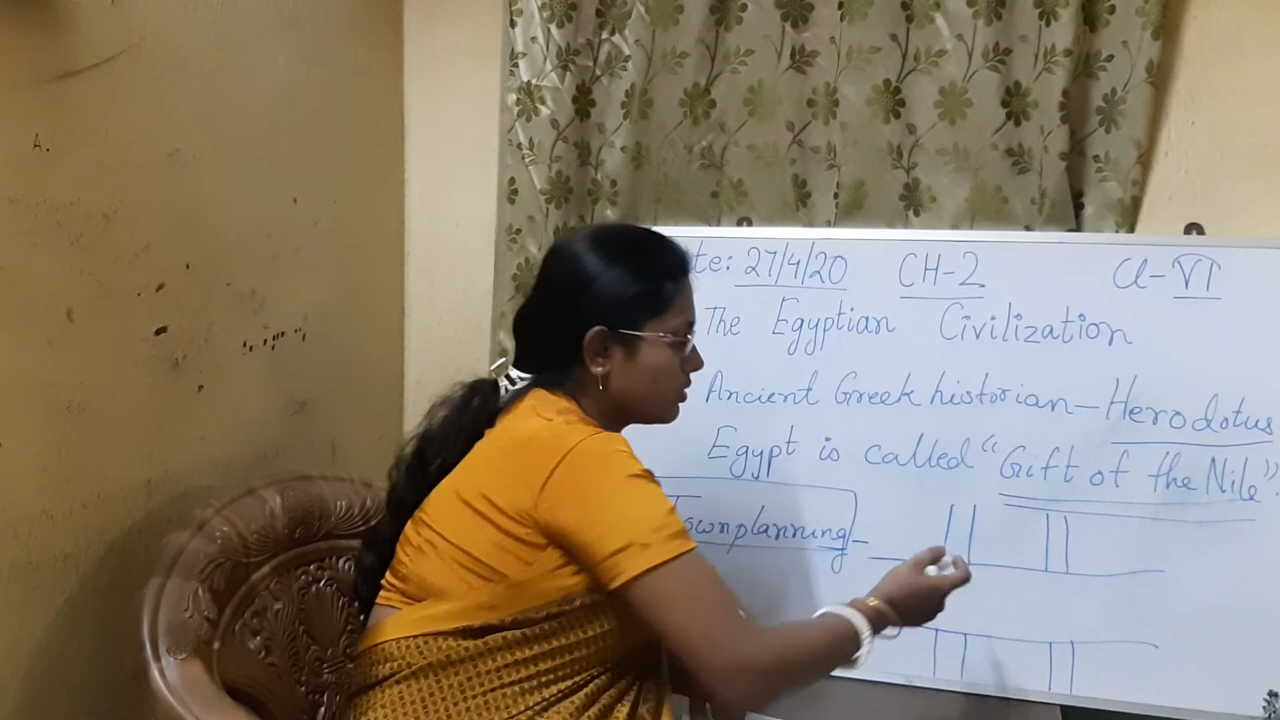 te: 27/4/20 CH-2 Cl-VI
The Egyptian Civilization
Ancient Greek historian-Herodotus
Egypt is called "Gift of the Nile".
Townplanning-
A.